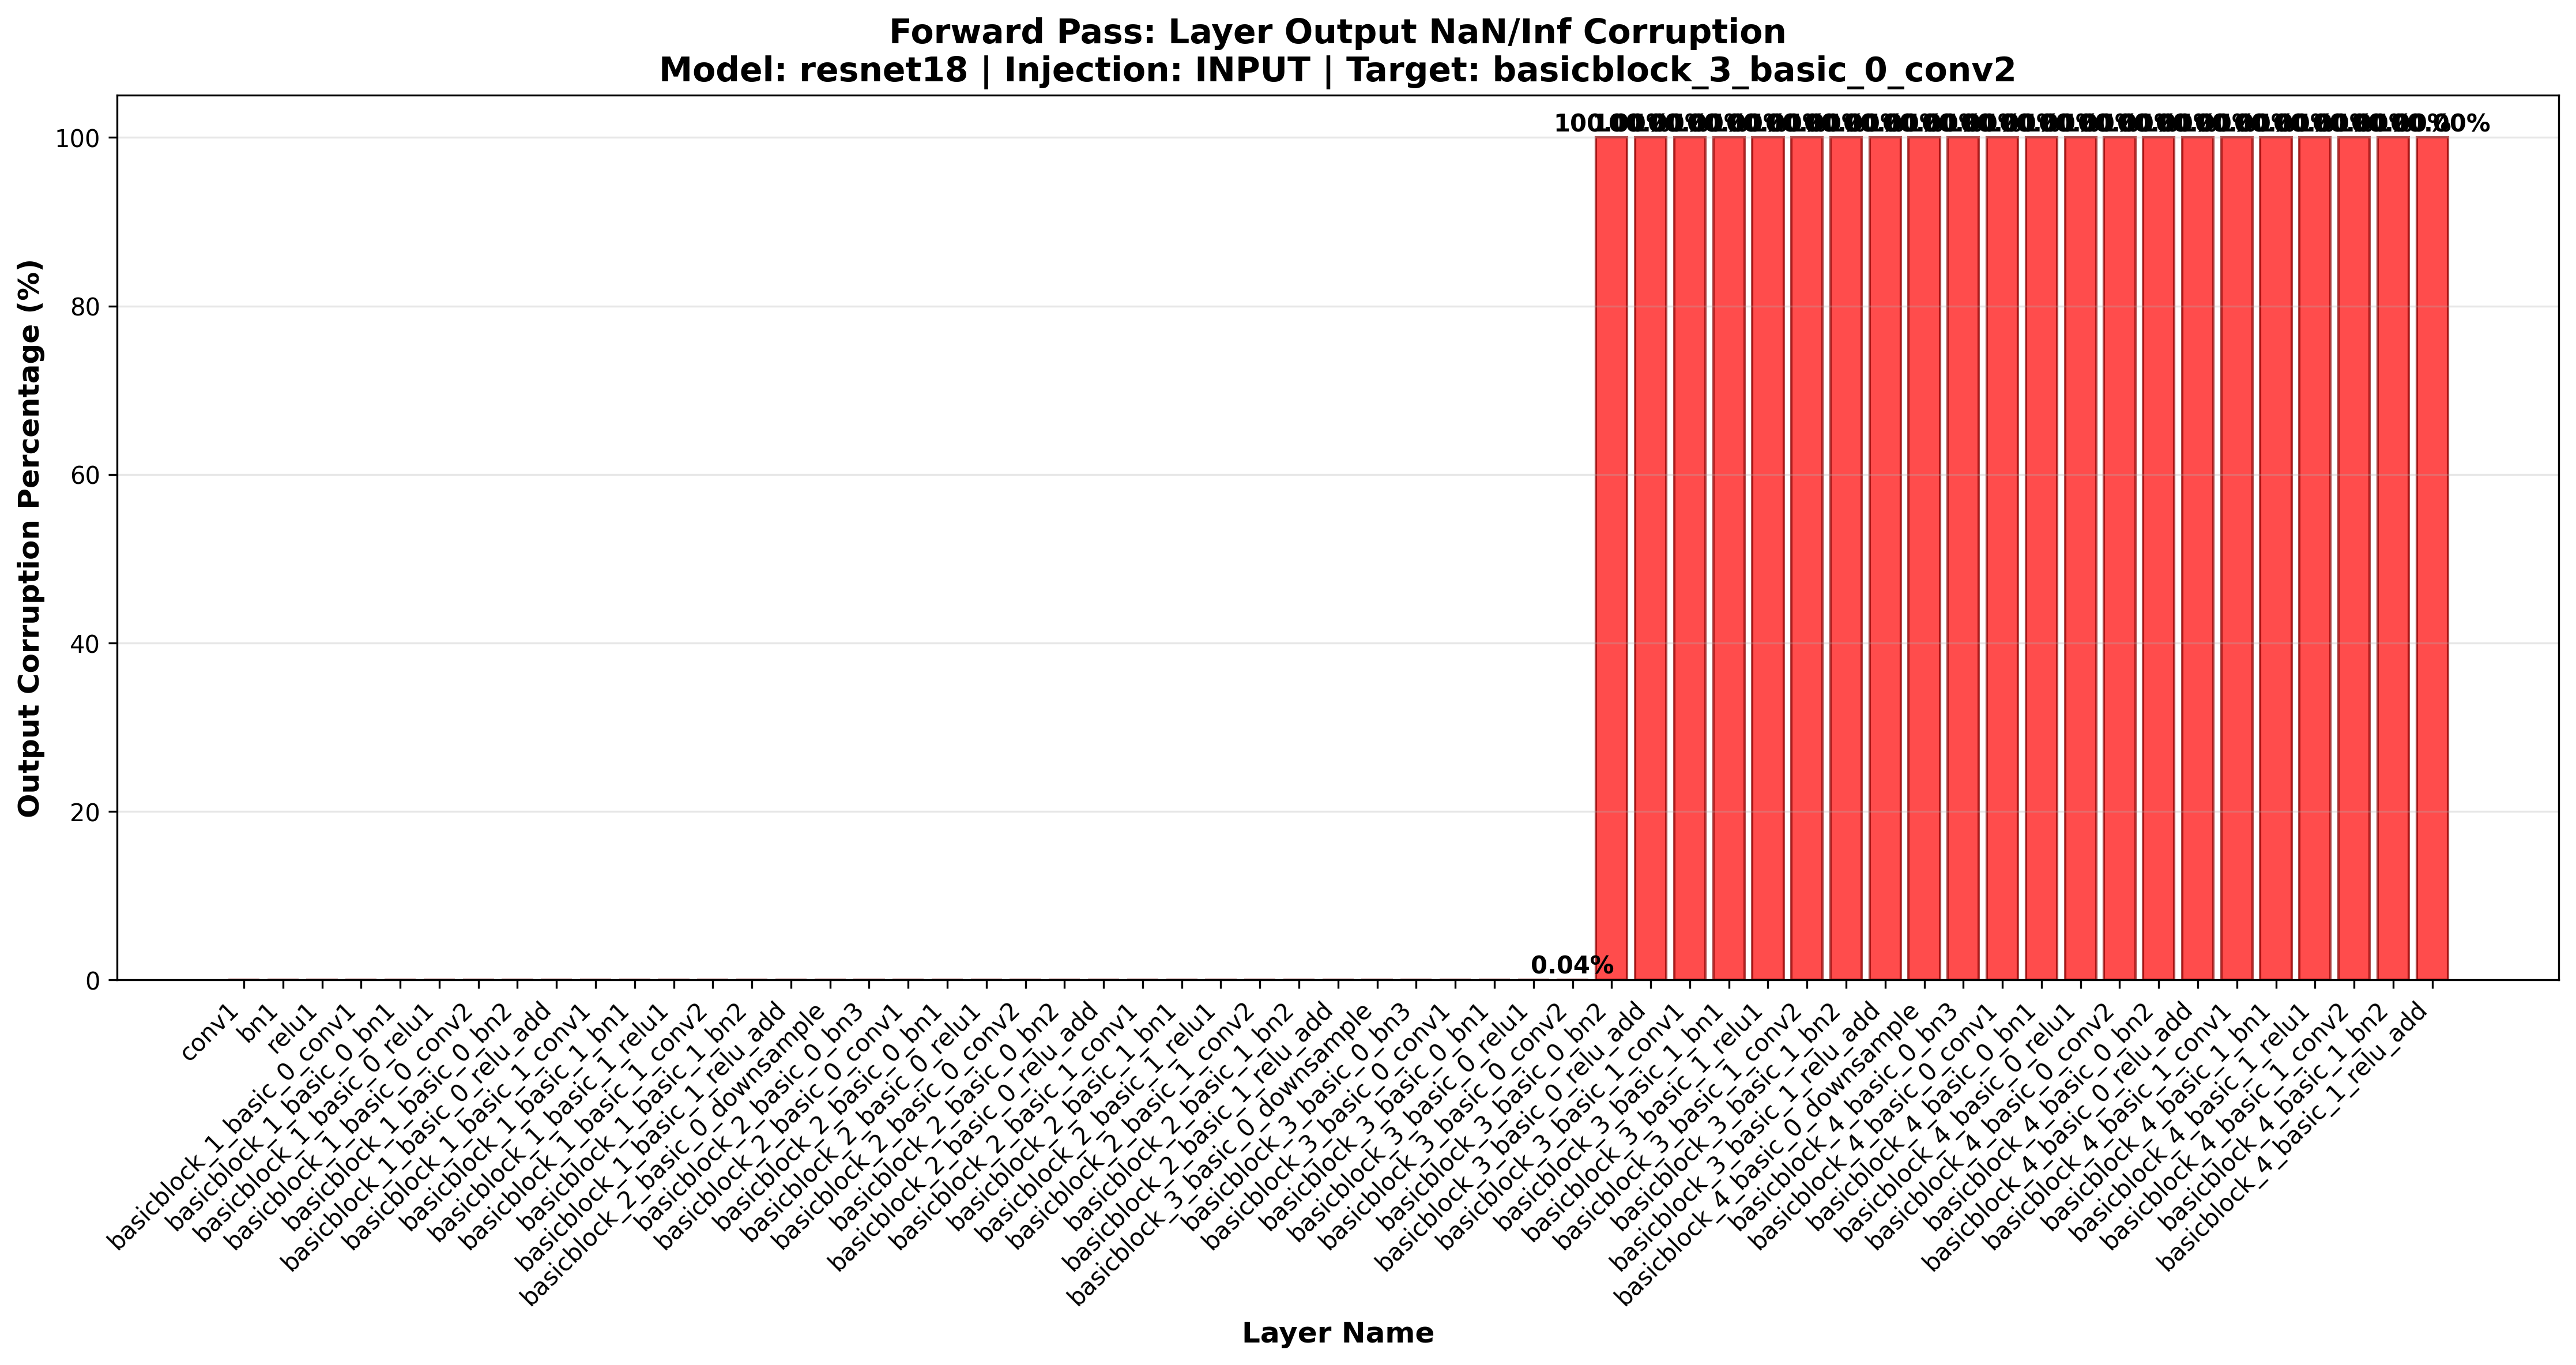 Forward Pass: Layer Output NaN/Inf Corruption
Model: resnet18 | Injection: INPUT | Target: basicblock_3_basic_0_conv2
Output Corruption Percentage (%)
100
80
60
40
20
0
0.04%
conv1
bn1
relu1
basicblock_1_basic_0_conv1
basicblock_1_basic_0_bn1
basicblock_1_basic_0_relu1
basicblock_1_basic_0_conv2
basicblock_1_basic_0_bn2
basicblock_1_basic_0_relu_add
basicblock_1_basic_1_conv1
basicblock_1_basic_1_bn1
basicblock_1_basic_1_relu1
basicblock_1_basic_1_conv2
basicblock_1_basic_1_bn2
basicblock_1_basic_1_relu_add
basicblock_2_basic_0_downsample
basicblock_2_basic_0_bn3
basicblock_2_basic_0_conv1
basicblock_2_basic_0_bn1
basicblock_2_basic_0_relu1
basicblock_2_basic_0_conv2
basicblock_2_basic_0_bn2
basicblock_2_basic_0_relu_add
basicblock_2_basic_1_conv1
basicblock_2_basic_1_bn1
basicblock_2_basic_1_relu1
basicblock_2_basic_1_conv2
basicblock_2_basic_1_bn2
basicblock_2_basic_1_relu_add
basicblock_3_basic_0_downsample
basicblock_3_basic_0_bn3
basicblock_3_basic_0_conv1
basicblock_3_basic_0_bn1
basicblock_3_basic_0_relu1
basicblock_3_basic_0_conv2
basicblock_3_basic_0_bn2
basicblock_3_basic_0_relu_add
basicblock_3_basic_1_conv1
basicblock_3_basic_1_bn1
basicblock_3_basic_1_relu1
basicblock_3_basic_1_conv2
basicblock_3_basic_1_bn2
basicblock_3_basic_1_relu_add
basicblock_4_basic_0_downsample
basicblock_4_basic_0_bn3
basicblock_4_basic_0_conv1
basicblock_4_basic_0_bn1
basicblock_4_basic_0_relu1
basicblock_4_basic_0_conv2
basicblock_4_basic_0_bn2
basicblock_4_basic_0_relu_add
basicblock_4_basic_1_conv1
basicblock_4_basic_1_bn1
basicblock_4_basic_1_relu1
basicblock_4_basic_1_conv2
basicblock_4_basic_1_bn2
basicblock_4_basic_1_relu_add
Layer Name